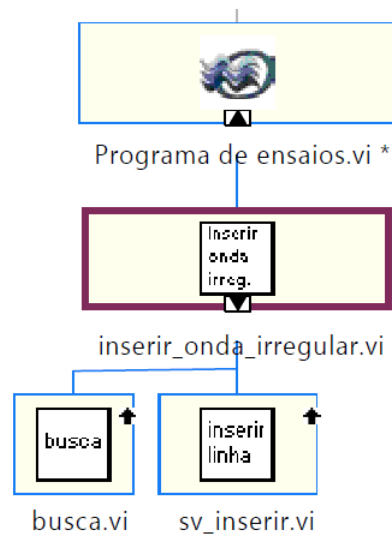 Programa de ensaios.vi *
Inserir
onda
irreg.
inserir_onda_irregular.vi
busca
inserir
linha
busca.vi
sv_inserir.vi